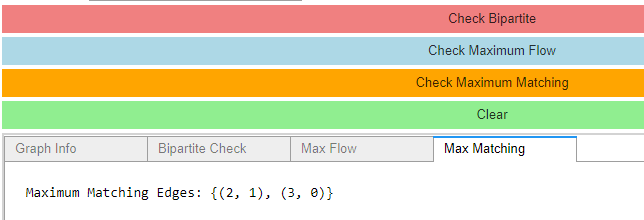 Check Bipartite
Check Maximum Flow
Check Maximum Matching
Clear
Graph Info Bipartite Check Max Flow Max Matching
Maximum Matching Edges: {(2, 1), (3, 0)}